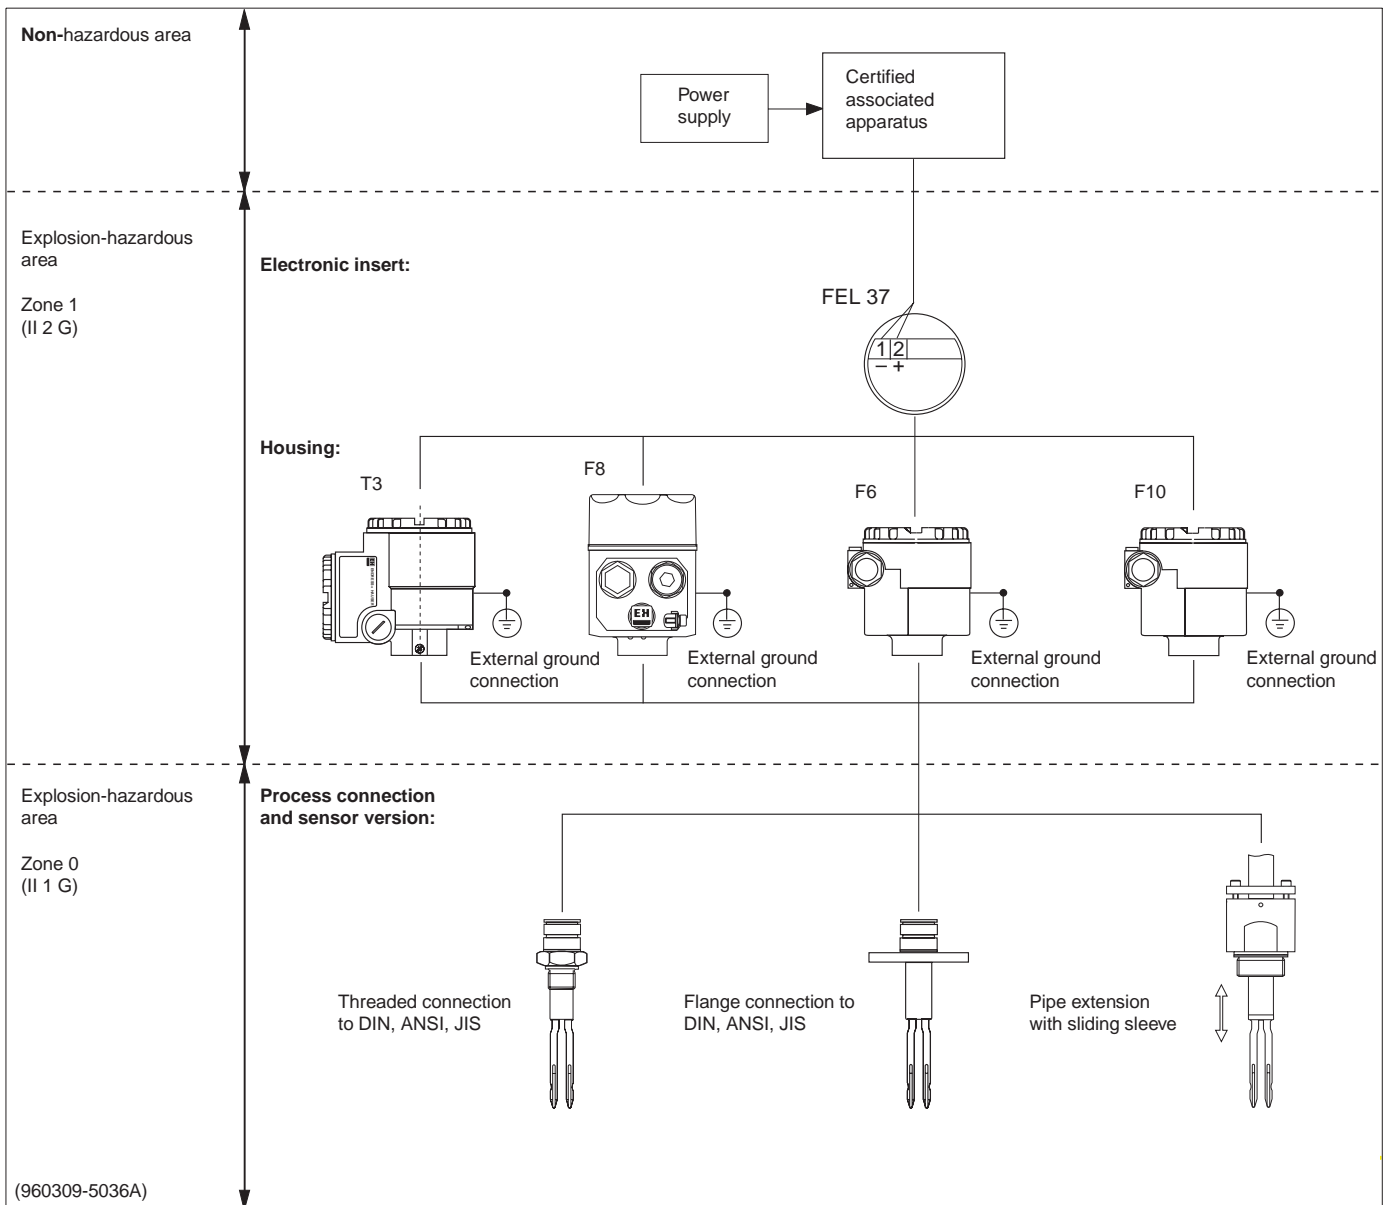 Non-hazardous area
Power
supply
Certified
associated
apparatus
Explosion-hazardous
area
Zone 1
(II 2 G)
Electronic insert:
FEL 37
1 2
– +
Housing:
T3
F8
F6
F10
External ground
connection
External ground
connection
External ground
connection
External ground
connection
Explosion-hazardous
area
Zone 0
(II 1 G)
Process connection
and sensor version:
Threaded connection
to DIN, ANSI, JIS
Flange connection to
DIN, ANSI, JIS
Pipe extension
with sliding sleeve
(960309-5036A)